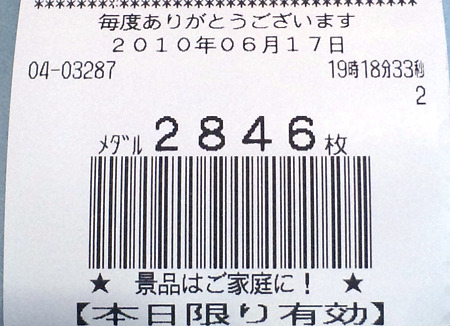 ********************************
毎度ありがとうございます
2010年06月17日
04-03287 19時18分33秒
2
ﾒﾀﾞﾙ 2846枚
★ 景品はご家庭に！ ★
【本日限り有効】